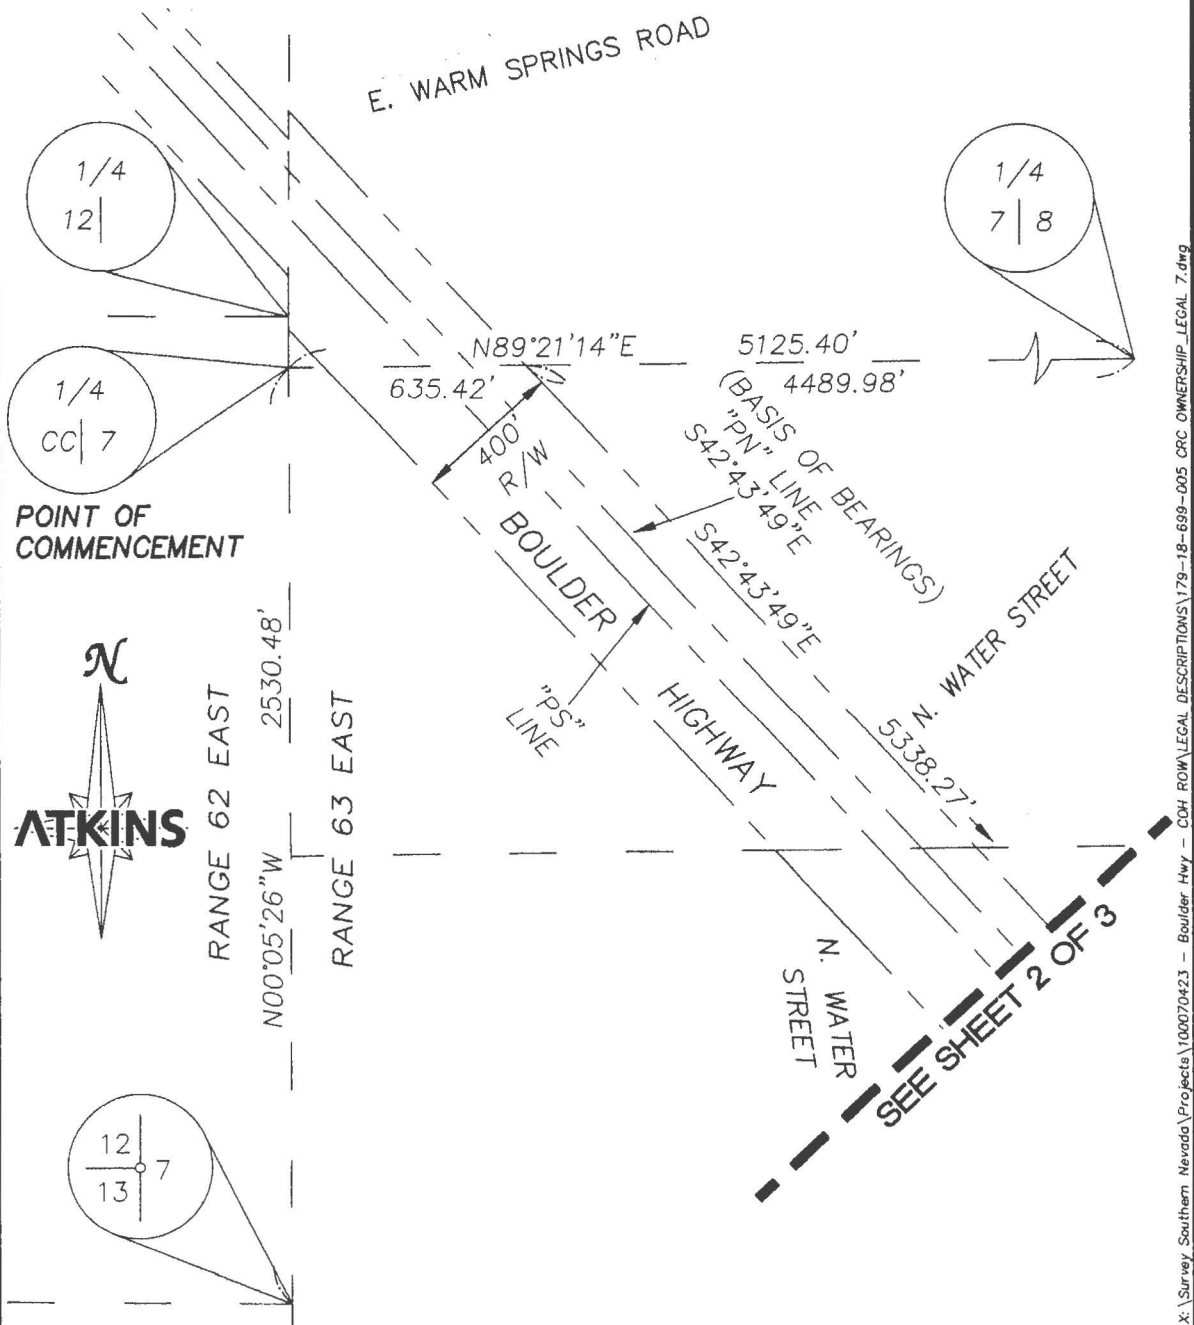 E. WARM SPRINGS ROAD
1/4
12
1/4
7 8
N89°21'14"E
5125.40'
635.42'
4489.98'
1/4
CC 7
POINT OF
COMMENCEMENT
400'
R/W
(BASIS OF BEARINGS)
"PN" LINE
S42°43'49"E
S42°43'49"E
BOULDER
HIGHWAY
"PS"
LINE
N. WATER STREET
5338.27'
N
ATKINS
RANGE 62 EAST
N00°05'26"W 2530.48'
RANGE 63 EAST
N. WATER
STREET
SEE SHEET 2 OF 3
12
7
13
X:\Survey Southern Nevada\Projects\100070423 - Boulder Hwy - COH ROW\LEGAL DESCRIPTIONS\179-18-699-005 CRC OWNERSHIP_LEGAL 7.dwg